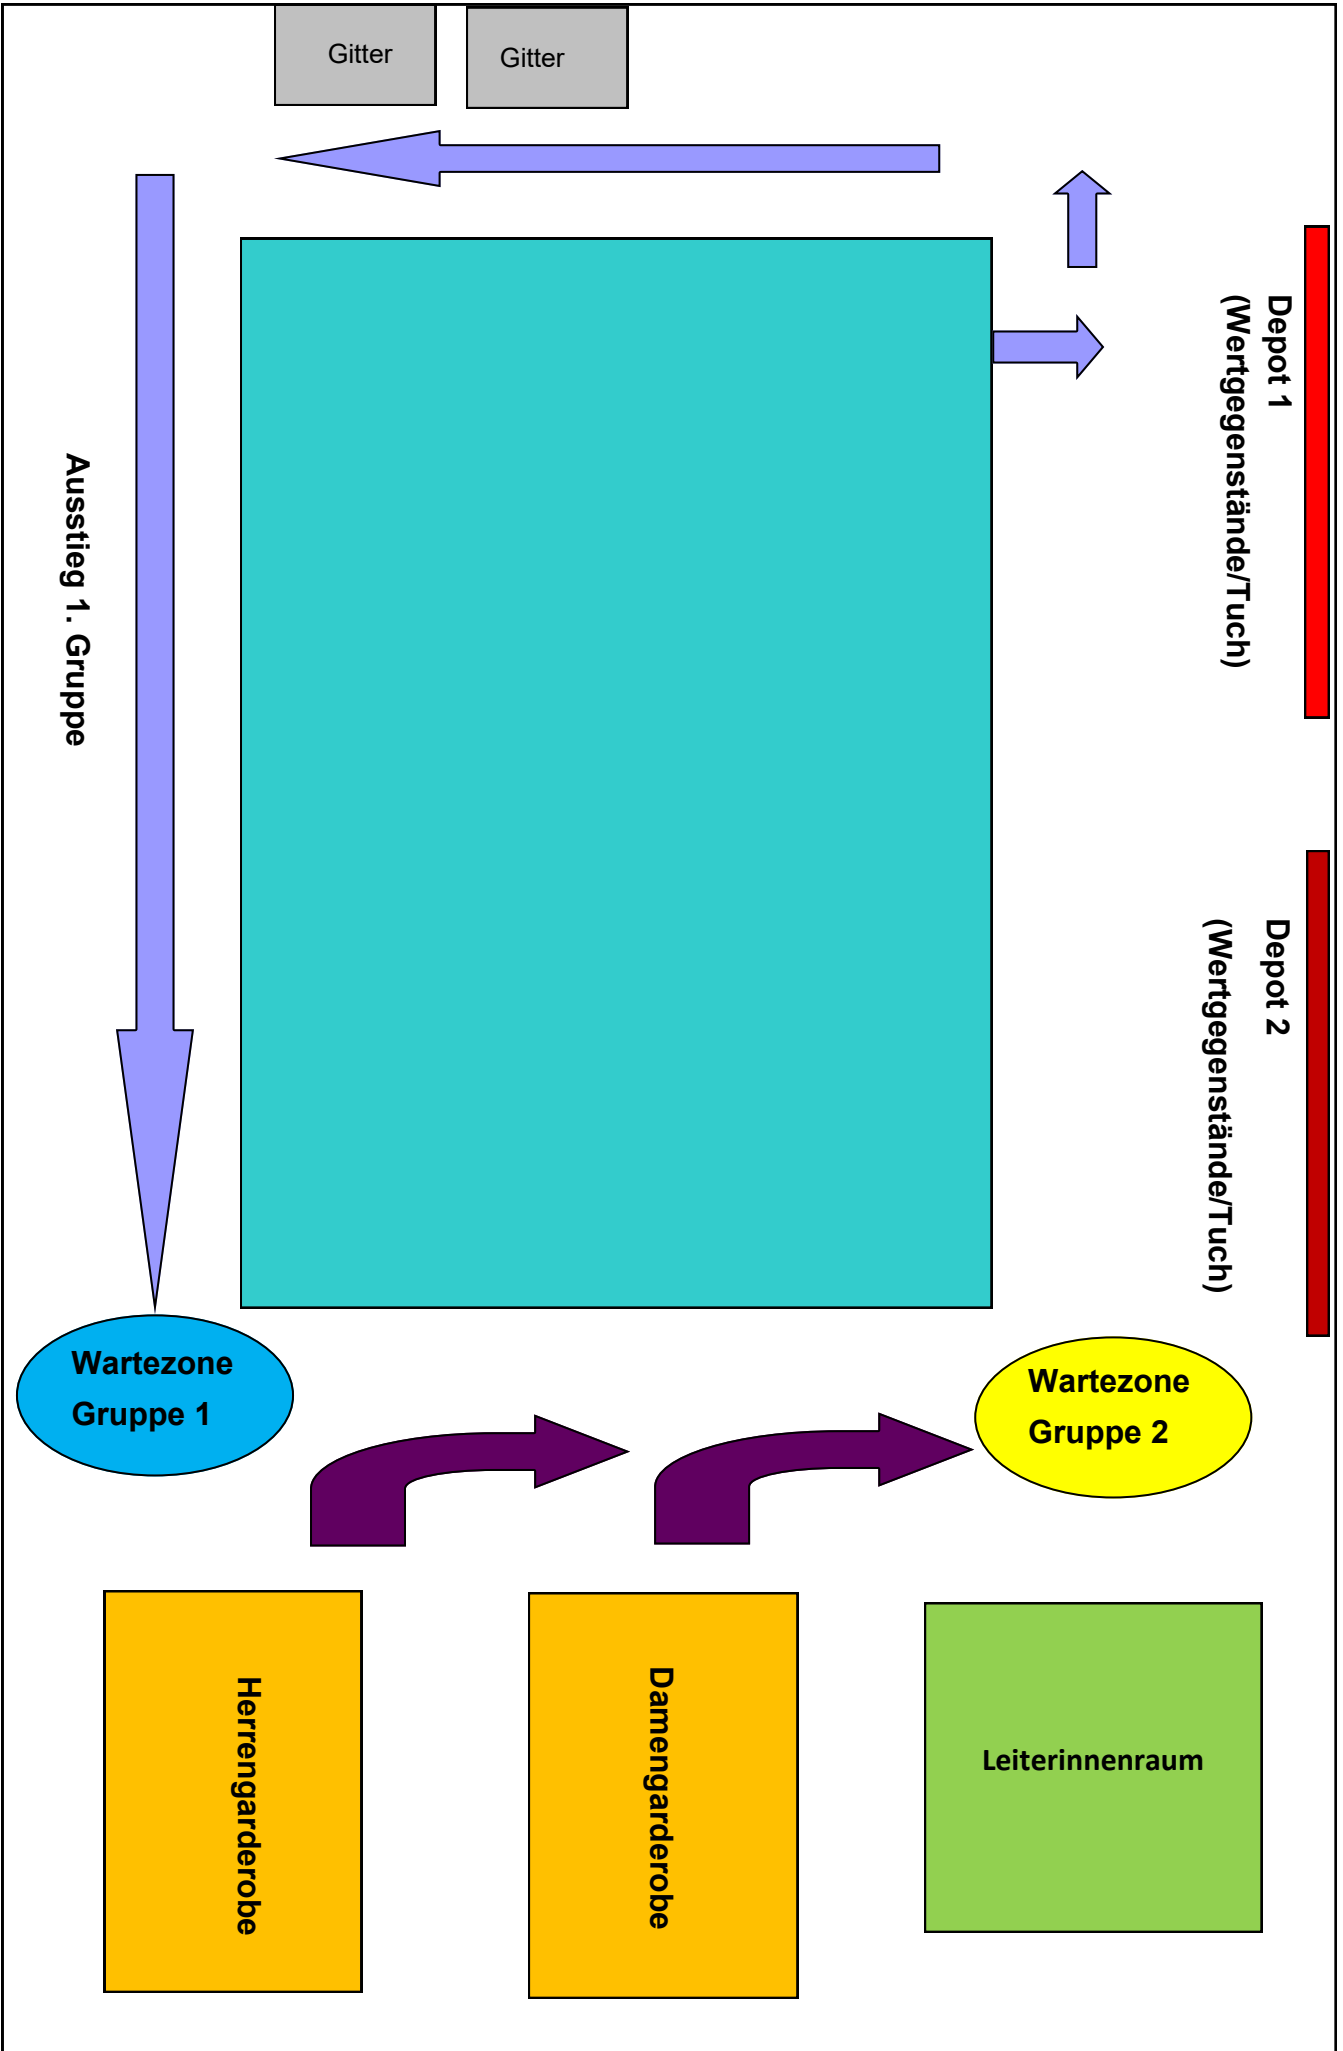 Gitter
Gitter
Depot 1
(Wertgegenstände/Tuch)
Ausstieg 1. Gruppe
Depot 2
(Wertgegenstände/Tuch)
Wartezone
Gruppe 1
Wartezone
Gruppe 2
Herrengarderobe
Damengarderobe
Leiterinnenraum